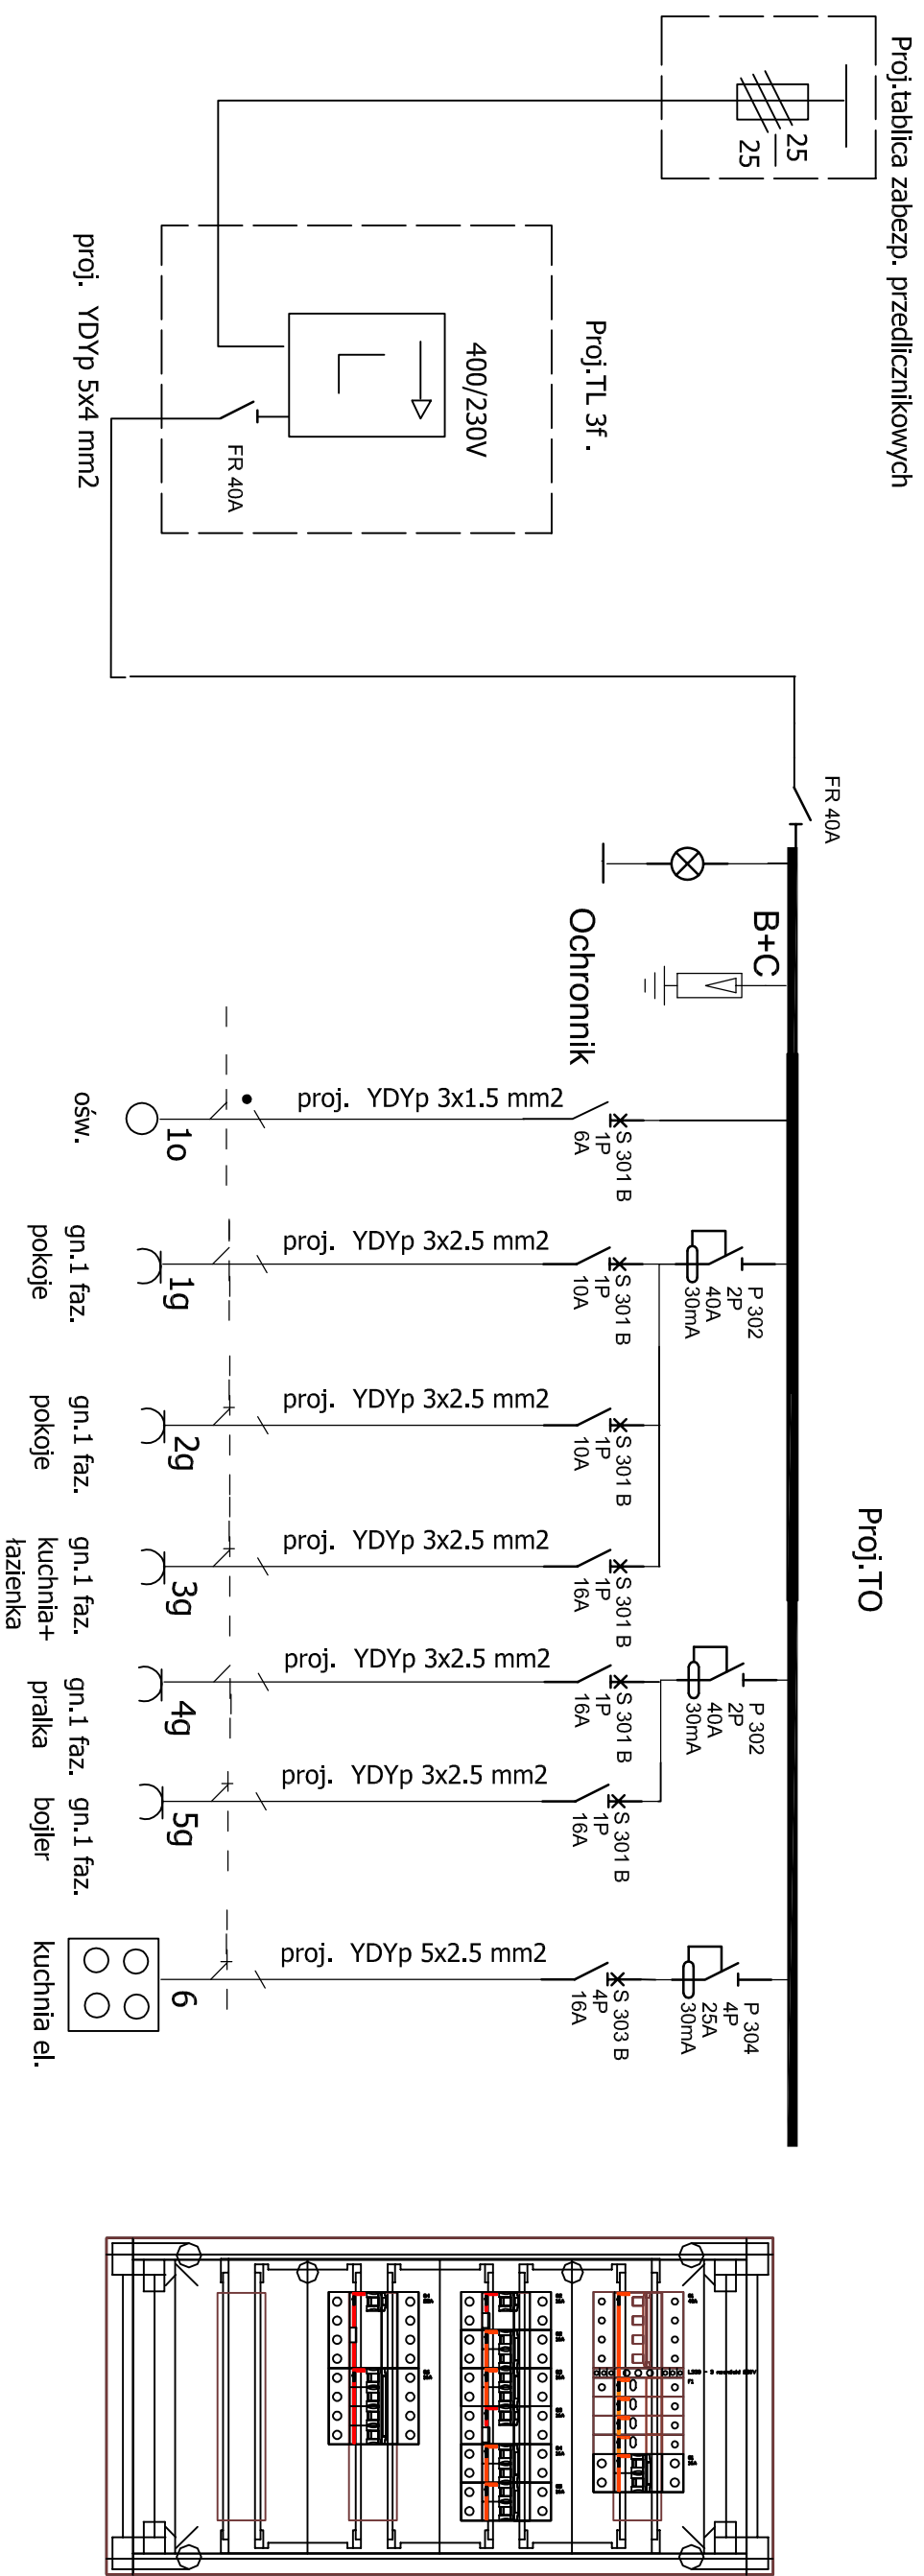 Proj.tablica zabezp. przedlicznikowych
25
25
Proj.TL 3f .
400/230V
FR 40A
proj. YDYp 5x4 mm2
Proj.TO
FR 40A
B+C
Ochronnik
S 301 B
1P
6A
proj. YDYp 3x1.5 mm2
1o
ośw.
P 302
2P
40A
30mA
S 301 B
1P
10A
proj. YDYp 3x2.5 mm2
1g
gn.1 faz.
pokoje
S 301 B
1P
10A
proj. YDYp 3x2.5 mm2
2g
gn.1 faz.
pokoje
S 301 B
1P
16A
proj. YDYp 3x2.5 mm2
3g
gn.1 faz.
kuchnia+
łazienka
P 302
2P
40A
30mA
S 301 B
1P
16A
proj. YDYp 3x2.5 mm2
4g
gn.1 faz.
pralka
S 301 B
1P
16A
proj. YDYp 3x2.5 mm2
5g
gn.1 faz.
bojler
P 304
4P
25A
30mA
S 303 B
4P
16A
proj. YDYp 5x2.5 mm2
6
kuchnia el.